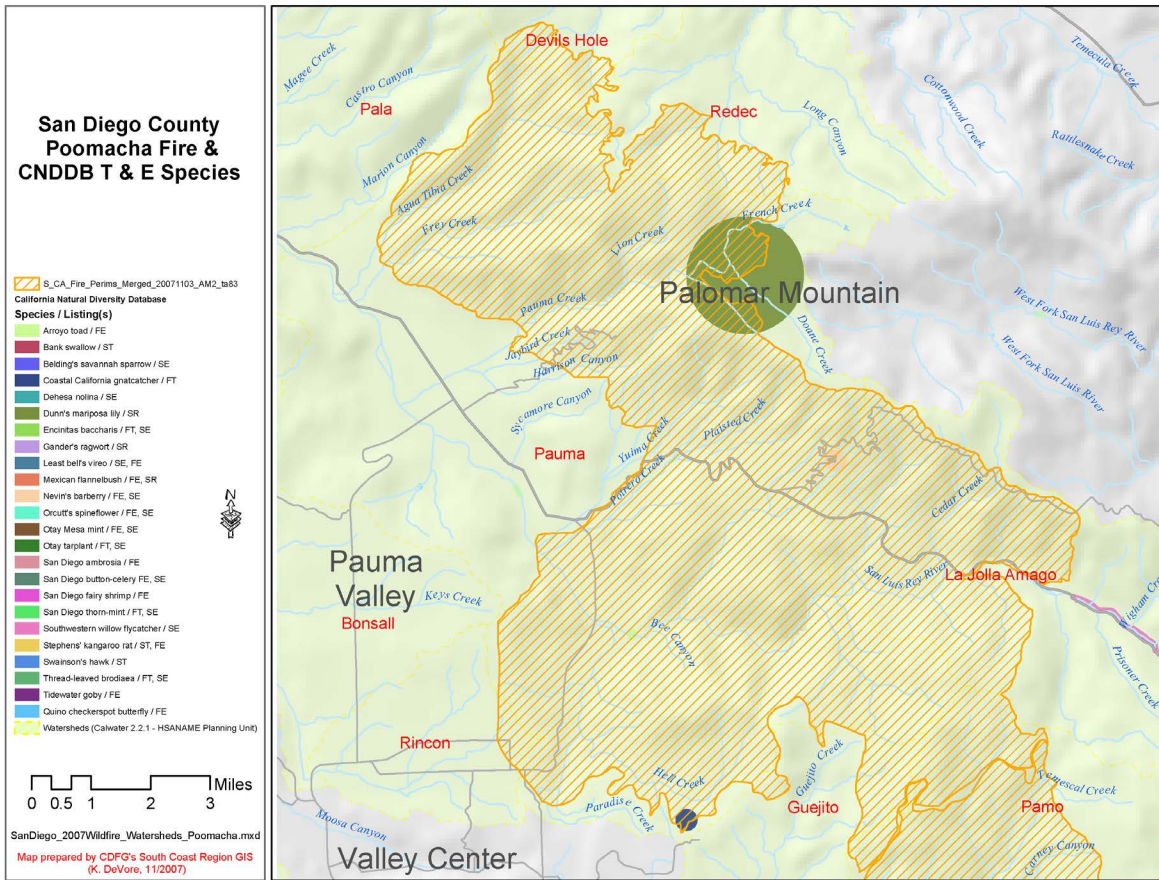 San Diego County
Poomacha Fire &
CNDDB T & E Species
S_CA_Fire_Perims_Merged_20071103_AM2_ta83
California Natural Diversity Database
Species / Listing(s)
Arroyo toad / FE
Bank swallow / ST
Belding's savannah sparrow / SE
Coastal California gnatcatcher / FT
Dehesa nolina / SE
Dunn's mariposa lily / SR
Encinitas baccharis / FT, SE
Gander's ragwort / SR
Least bell's vireo / SE, FE
Mexican flannelbush / FE, SR
Nevin's barberry / FE, SE
Orcutt's spineflower / FE, SE
Otay Mesa mint / FE, SE
Otay tarplant / FT, SE
San Diego ambrosia / FE
San Diego button-celery FE, SE
San Diego fairy shrimp / FE
San Diego thorn-mint / FT, SE
Southwestern willow flycatcher / SE
Stephens' kangaroo rat / ST, FE
Swainson's hawk / ST
Thread-leaved brodiaea / FT, SE
Tidewater goby / FE
Quino checkerspot butterfly / FE
Watersheds (Calwater 2.2.1 - HSANAME Planning Unit)
N
Miles
0 0.5 1 2 3
SanDiego_2007Wildfire_Watersheds_Poomacha.mxd
Map prepared by CDFG's South Coast Region GIS
(K. DeVore, 11/2007)
Devils Hole
Magee Creek
Castro Canyon
Pala
Redec
Long Canyon
Temecula Creek
Cottonwood Creek
Rattlesnake Creek
Marion Canyon
Agua Tibia Creek
Frey Creek
Lion Creek
French Creek
Palomar Mountain
Pauma Creek
Doane Creek
West Fork San Luis Rey River
West Fork San Luis River
Jaybird Creek
Harrison Canyon
Sycamore Canyon
Pauma
Yuima Creek
Plaisted Creek
Potrero Creek
Cedar Creek
Pauma
Valley
San Luis Rey River
La Jolla Amago
Keys Creek
Bonsall
Bee Canyon
Prisoner Creek
Rincon
Hell Creek
Guejito Creek
Paradise Creek
Guejito
Temescal Creek
Pamo
Moosa Canyon
Valley Center
Carney Canyon